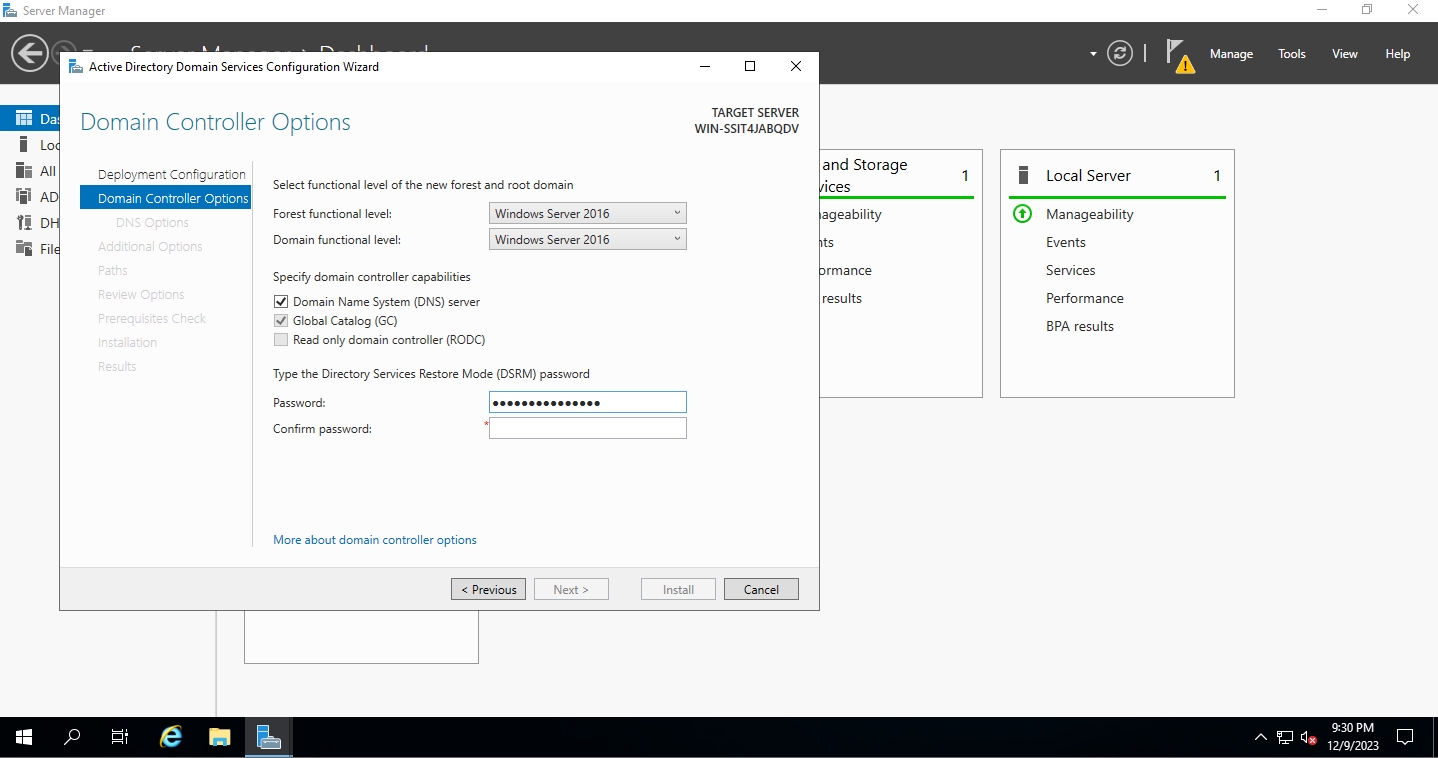 Server Manager
Server Manager › Dashboard
Manage Tools View Help
Active Directory Domain Services Configuration Wizard
Domain Controller Options
TARGET SERVER
WIN-SSIT4JABQDV
Das
Loc
All
AD
DH
File
Deployment Configuration
Domain Controller Options
DNS Options
Additional Options
Paths
Review Options
Prerequisites Check
Installation
Results
Select functional level of the new forest and root domain
Forest functional level: Windows Server 2016
Domain functional level: Windows Server 2016
Specify domain controller capabilities
Domain Name System (DNS) server
Global Catalog (GC)
Read only domain controller (RODC)
Type the Directory Services Restore Mode (DSRM) password
Password: •••••••••••••••
Confirm password: *
More about domain controller options
< Previous Next > Install Cancel
and Storage
vices 1
ageability
nts
ormance
results
Local Server 1
Manageability
Events
Services
Performance
BPA results
9:30 PM
12/9/2023